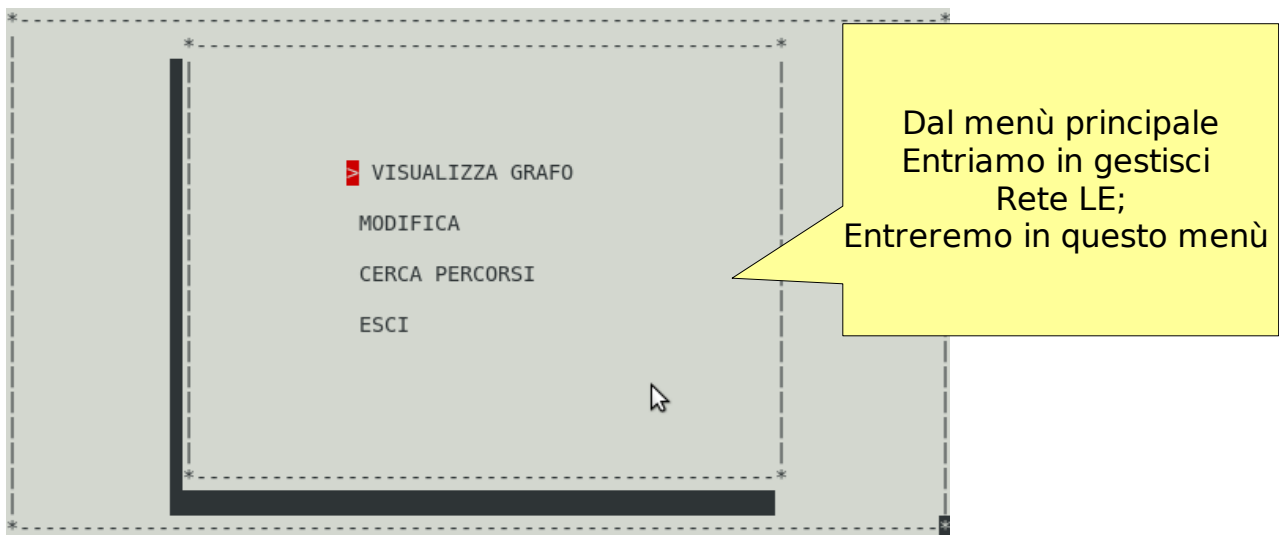 > VISUALIZZA GRAFO
MODIFICA
CERCA PERCORSI
ESCI
Dal menù principale
Entriamo in gestisci
Rete LE;
Entreremo in questo menù